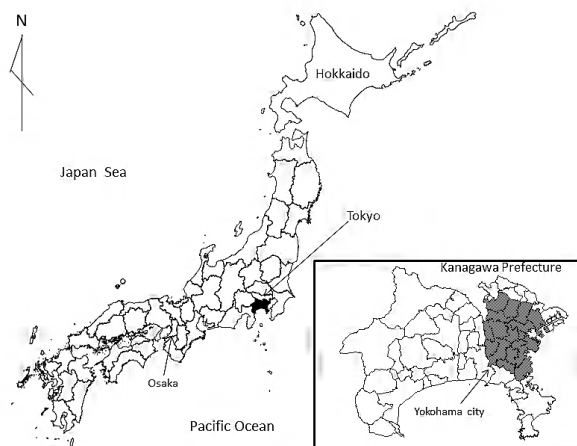 N
Hokkaido
Japan Sea
Tokyo
Kanagawa Prefecture
Osaka
Yokohama city
Pacific Ocean